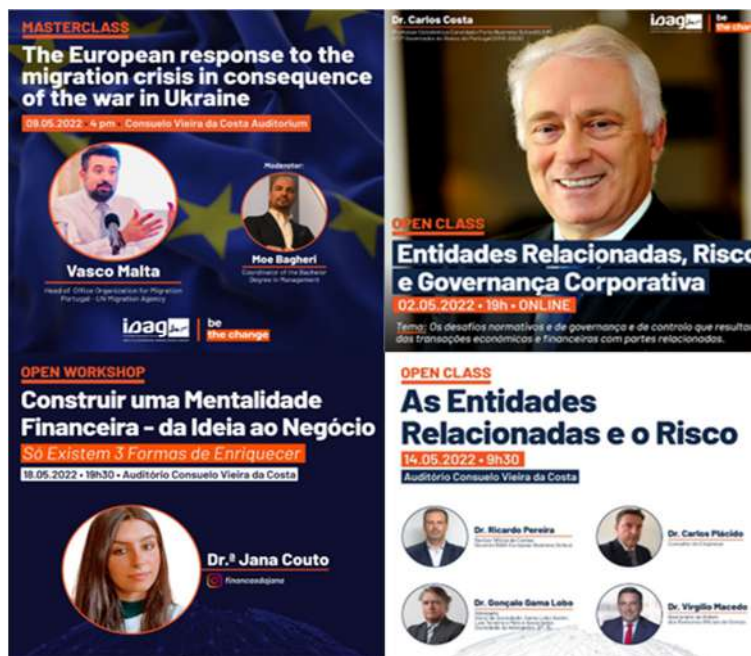 MASTERCLASS
The European response to the
migration crisis in consequence
of the war in Ukraine
09.05.2022 • 4 pm • Consuelo Vieira da Costa Auditorium
Vasco Malta
Head of Office Organization for Migration
Portugal - UN Migration Agency
Moderator:
Moe Bagheri
Coordinator of the Bachelor
Degree in Management
be
the change
Dr. Carlos Costa
be
the chan
OPEN CLASS
Entidades Relacionadas, Risco
e Governança Corporativa
02.05.2022 • 19h • ONLINE
Tema: Os desafios normativos e de governança e de controlo que resulta
das transações económicas e financeiras com partes relacionadas.
OPEN WORKSHOP
Construir uma Mentalidade
Financeira - da Ideia ao Negócio
Só Existem 3 Formas de Enriquecer
18.05.2022 • 19h30 • Auditório Consuelo Vieira da Costa
Dr.ª Jana Couto
financasdajana
OPEN CLASS
As Entidades
Relacionadas e o Risco
14.05.2022 • 9h30
Auditório Consuelo Vieira da Costa
Dr. Ricardo Pereira
Dr. Carlos Plácido
Dr. Gonçalo Gama Lobo
Dr. Virgílio Macedo